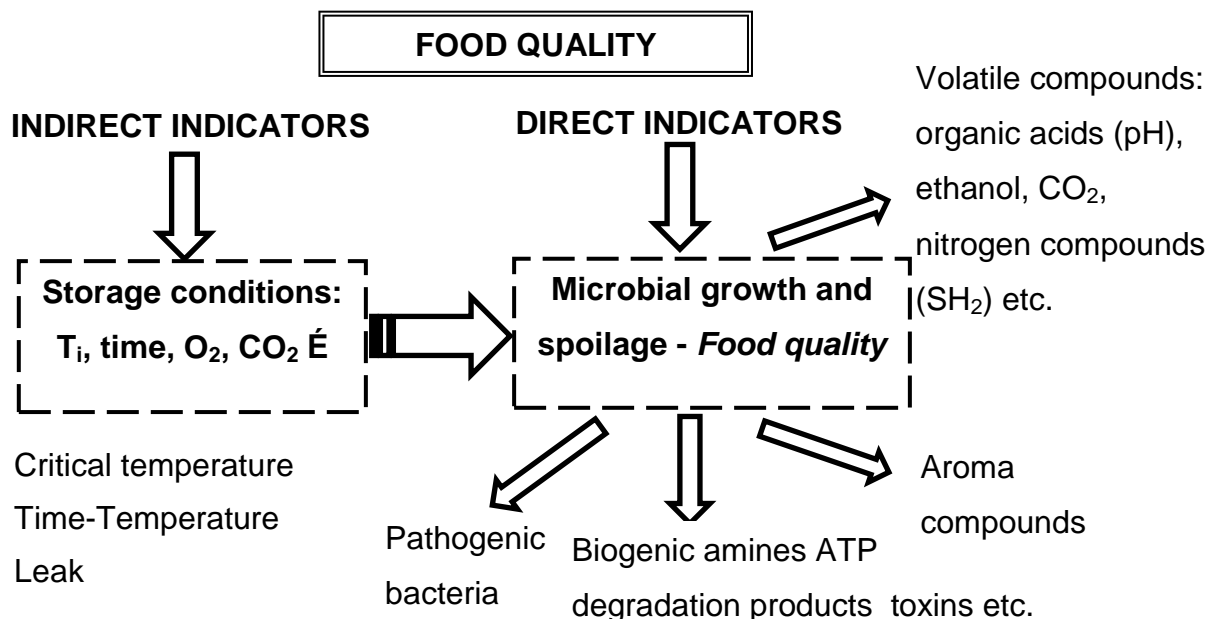 FOOD QUALITY
INDIRECT INDICATORS
DIRECT INDICATORS
Volatile compounds:
organic acids (pH),
ethanol, CO₂,
nitrogen compounds
(SH₂) etc.
Storage conditions:
Tᵢ, time, O₂, CO₂ É
Microbial growth and
spoilage - Food quality
Critical temperature
Time-Temperature
Leak
Pathogenic
bacteria
Biogenic amines ATP
degradation products toxins etc.
Aroma
compounds